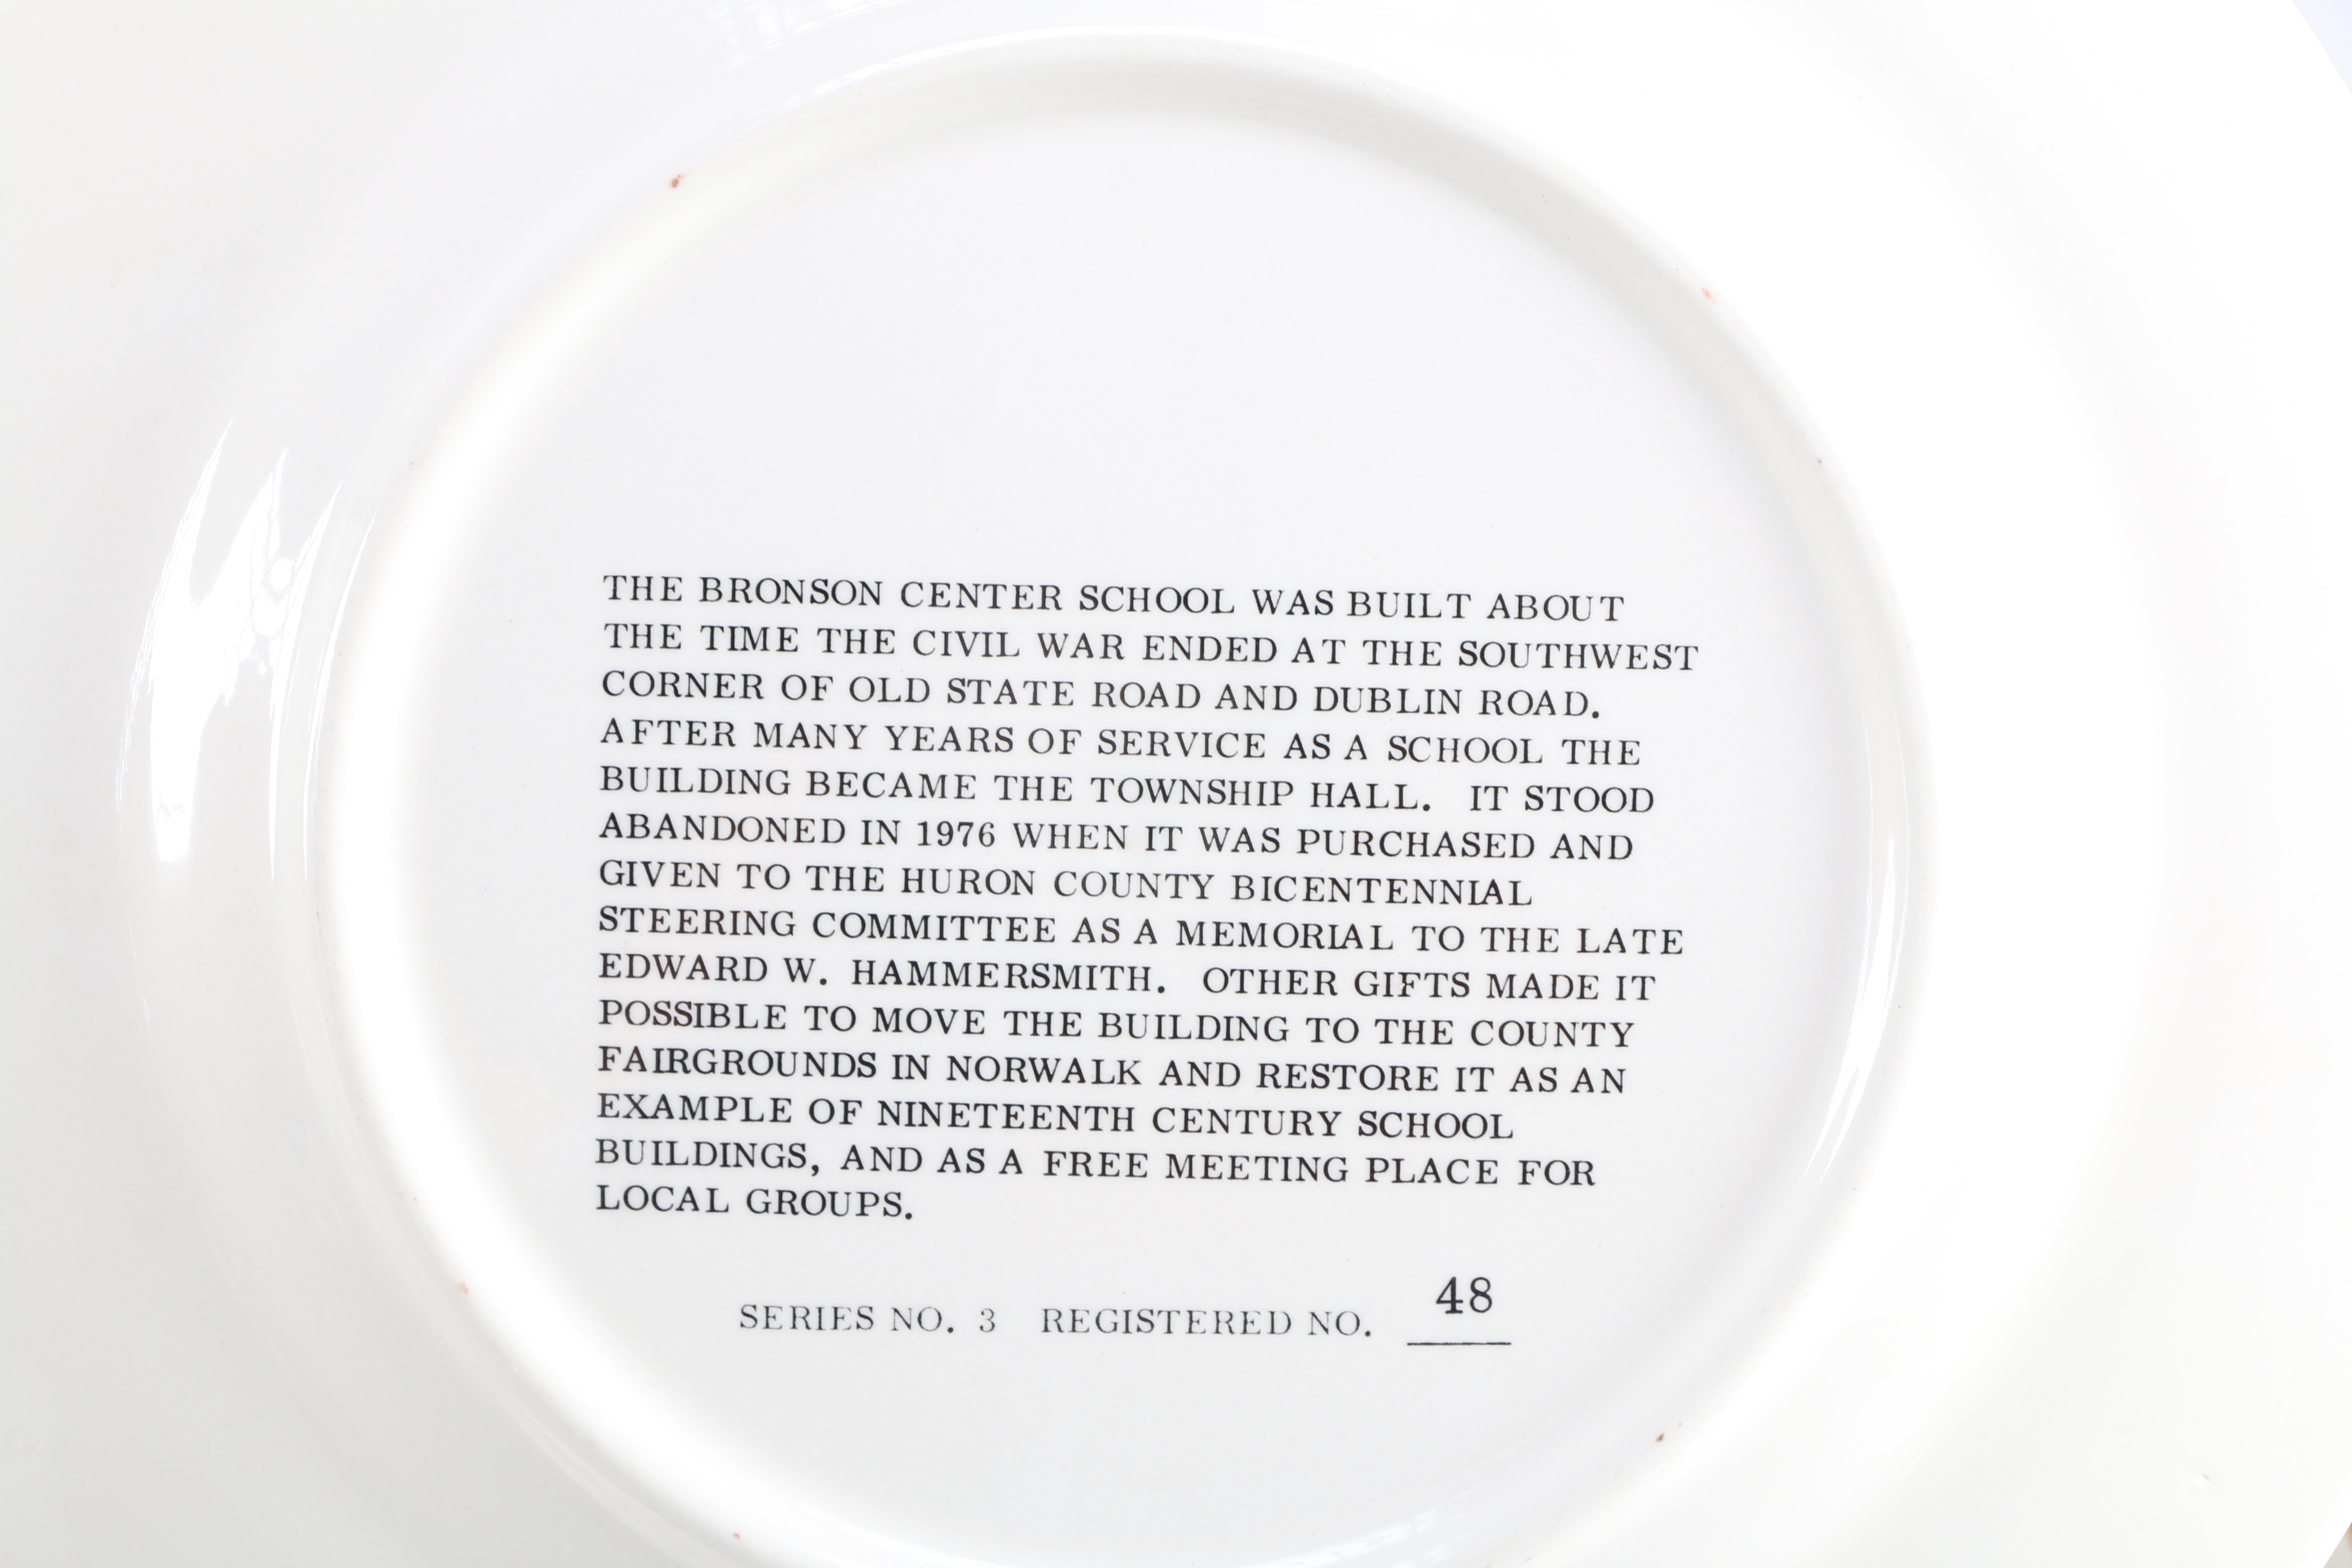 THE BRONSON CENTER SCHOOL WAS BUILT ABOUT
THE TIME THE CIVIL WAR ENDED AT THE SOUTHWEST
CORNER OF OLD STATE ROAD AND DUBLIN ROAD.
AFTER MANY YEARS OF SERVICE AS A SCHOOL THE
BUILDING BECAME THE TOWNSHIP HALL. IT STOOD
ABANDONED IN 1976 WHEN IT WAS PURCHASED AND
GIVEN TO THE HURON COUNTY BICENTENNIAL
STEERING COMMITTEE AS A MEMORIAL TO THE LATE
EDWARD W. HAMMERSMITH. OTHER GIFTS MADE IT
POSSIBLE TO MOVE THE BUILDING TO THE COUNTY
FAIRGROUNDS IN NORWALK AND RESTORE IT AS AN
EXAMPLE OF NINETEENTH CENTURY SCHOOL
BUILDINGS, AND AS A FREE MEETING PLACE FOR
LOCAL GROUPS.
SERIES NO. 3 REGISTERED NO. 48